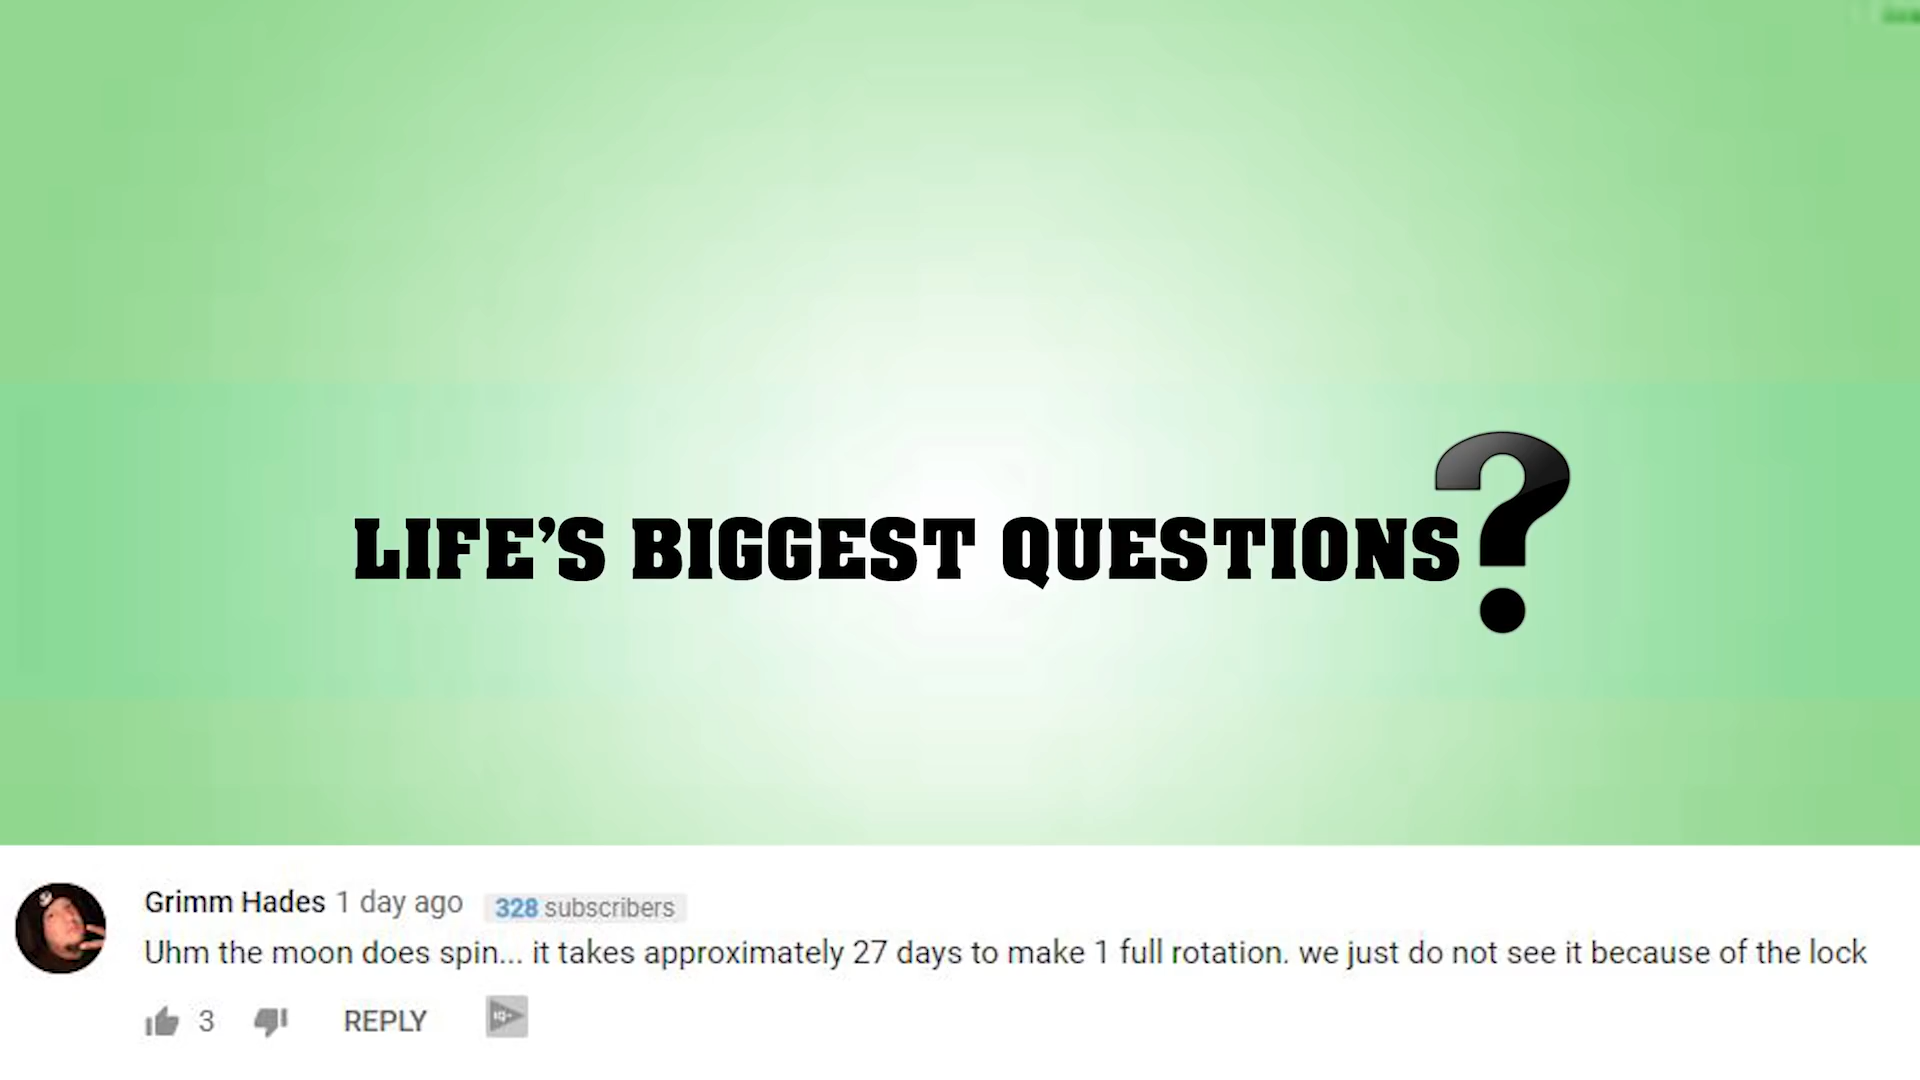 LIFE'S BIGGEST QUESTIONS?
Grimm Hades 1 day ago 328 subscribers
Uhm the moon does spin... it takes approximately 27 days to make 1 full rotation. we just do not see it because of the lock
3 REPLY IQ+